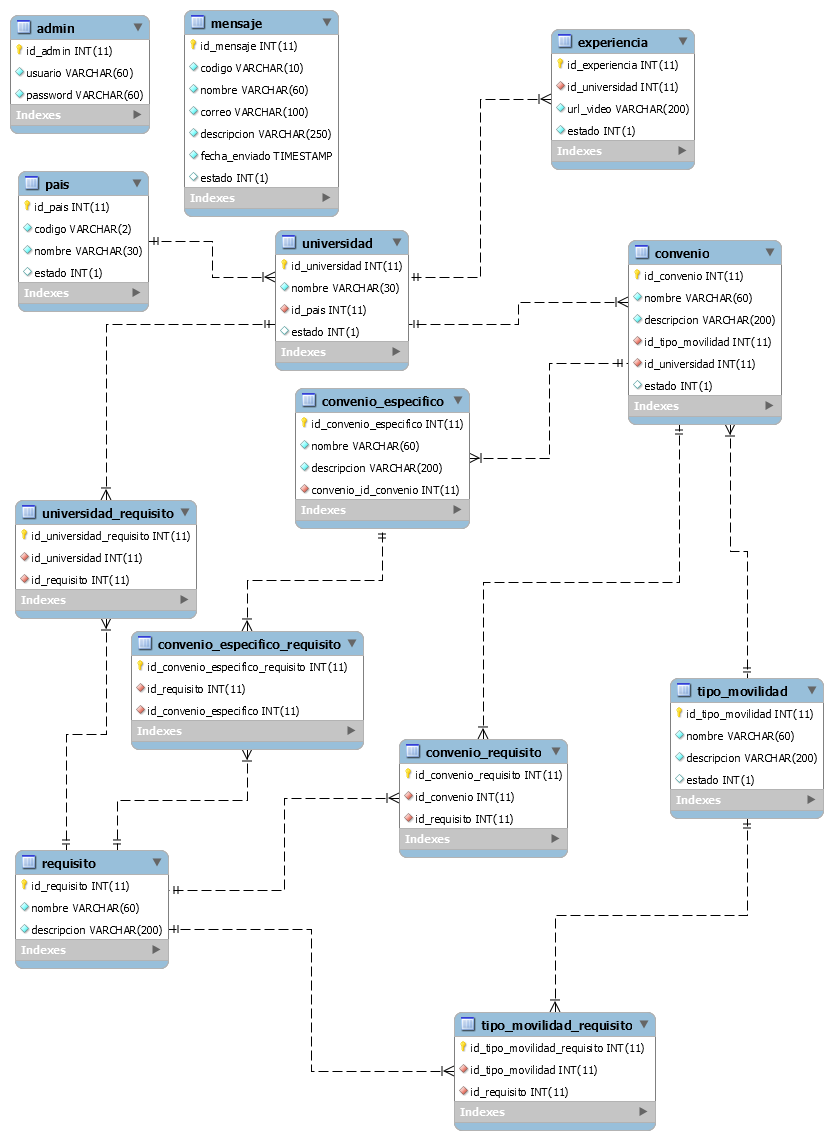 admin
id_admin INT(11)
usuario VARCHAR(60)
password VARCHAR(60)
Indexes
mensaje
id_mensaje INT(11)
codigo VARCHAR(10)
nombre VARCHAR(60)
correo VARCHAR(100)
descripcion VARCHAR(250)
fecha_enviado TIMESTAMP
estado INT(1)
Indexes
experiencia
id_experiencia INT(11)
id_universidad INT(11)
url_video VARCHAR(200)
estado INT(1)
Indexes
pais
id_pais INT(11)
codigo VARCHAR(2)
nombre VARCHAR(30)
estado INT(1)
Indexes
universidad
id_universidad INT(11)
nombre VARCHAR(30)
id_pais INT(11)
estado INT(1)
Indexes
convenio
id_convenio INT(11)
nombre VARCHAR(60)
descripcion VARCHAR(200)
id_tipo_movilidad INT(11)
id_universidad INT(11)
estado INT(1)
Indexes
convenio_especifico
id_convenio_especifico INT(11)
nombre VARCHAR(60)
descripcion VARCHAR(200)
convenio_id_convenio INT(11)
Indexes
universidad_requisito
id_universidad_requisito INT(11)
id_universidad INT(11)
id_requisito INT(11)
Indexes
convenio_especifico_requisito
id_convenio_especifico_requisito INT(11)
id_requisito INT(11)
id_convenio_especifico INT(11)
Indexes
tipo_movilidad
id_tipo_movilidad INT(11)
nombre VARCHAR(60)
descripcion VARCHAR(200)
estado INT(1)
Indexes
convenio_requisito
id_convenio_requisito INT(11)
id_convenio INT(11)
id_requisito INT(11)
Indexes
requisito
id_requisito INT(11)
nombre VARCHAR(60)
descripcion VARCHAR(200)
Indexes
tipo_movilidad_requisito
id_tipo_movilidad_requisito INT(11)
id_tipo_movilidad INT(11)
id_requisito INT(11)
Indexes